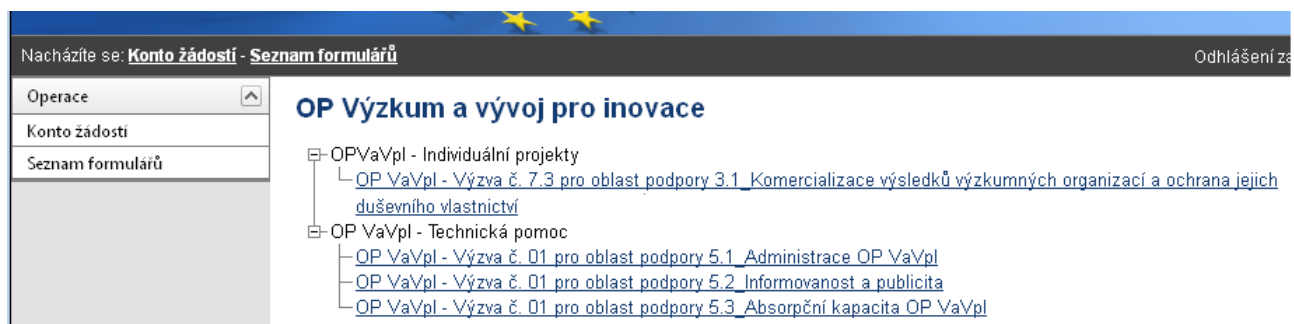 Nacházíte se: Konto žádostí - Seznam formulářů
Odhlášení
Operace
Konto žádostí
Seznam formulářů
OP Výzkum a vývoj pro inovace
OPVaVpI - Individuální projekty
OP VaVpI - Výzva č. 7.3 pro oblast podpory 3.1_Komercializace výsledků výzkumných organizací a ochrana jejich
duševního vlastnictví
OP VaVpI - Technická pomoc
OP VaVpI - Výzva č. 01 pro oblast podpory 5.1_Administrace OP VaVpI
OP VaVpI - Výzva č. 01 pro oblast podpory 5.2_Informovanost a publicita
OP VaVpI - Výzva č. 01 pro oblast podpory 5.3_Absorpční kapacita OP VaVpI